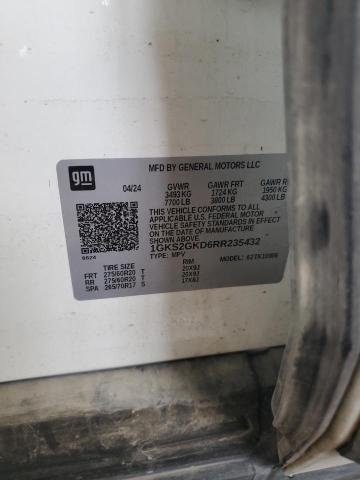 gm
MFD BY GENERAL MOTORS LLC
04/24 GVWR GAWR FRT GAWR R
3493 KG 1724 KG 1950 KG
7700 LB 3800 LB 4300 LB
THIS VEHICLE CONFORMS TO ALL
APPLICABLE U.S. FEDERAL MOTOR
VEHICLE SAFETY STANDARDS IN EFFECT
ON THE DATE OF MANUFACTURE
SHOWN ABOVE.
1GKS2GKD6RR235432
TYPE: MPV MODEL:
TIRE SIZE RIM
FRT 275/60R20 T 20X9J
RR 275/60R20 T 20X9J
SPA 265/70R17 S 17X8J